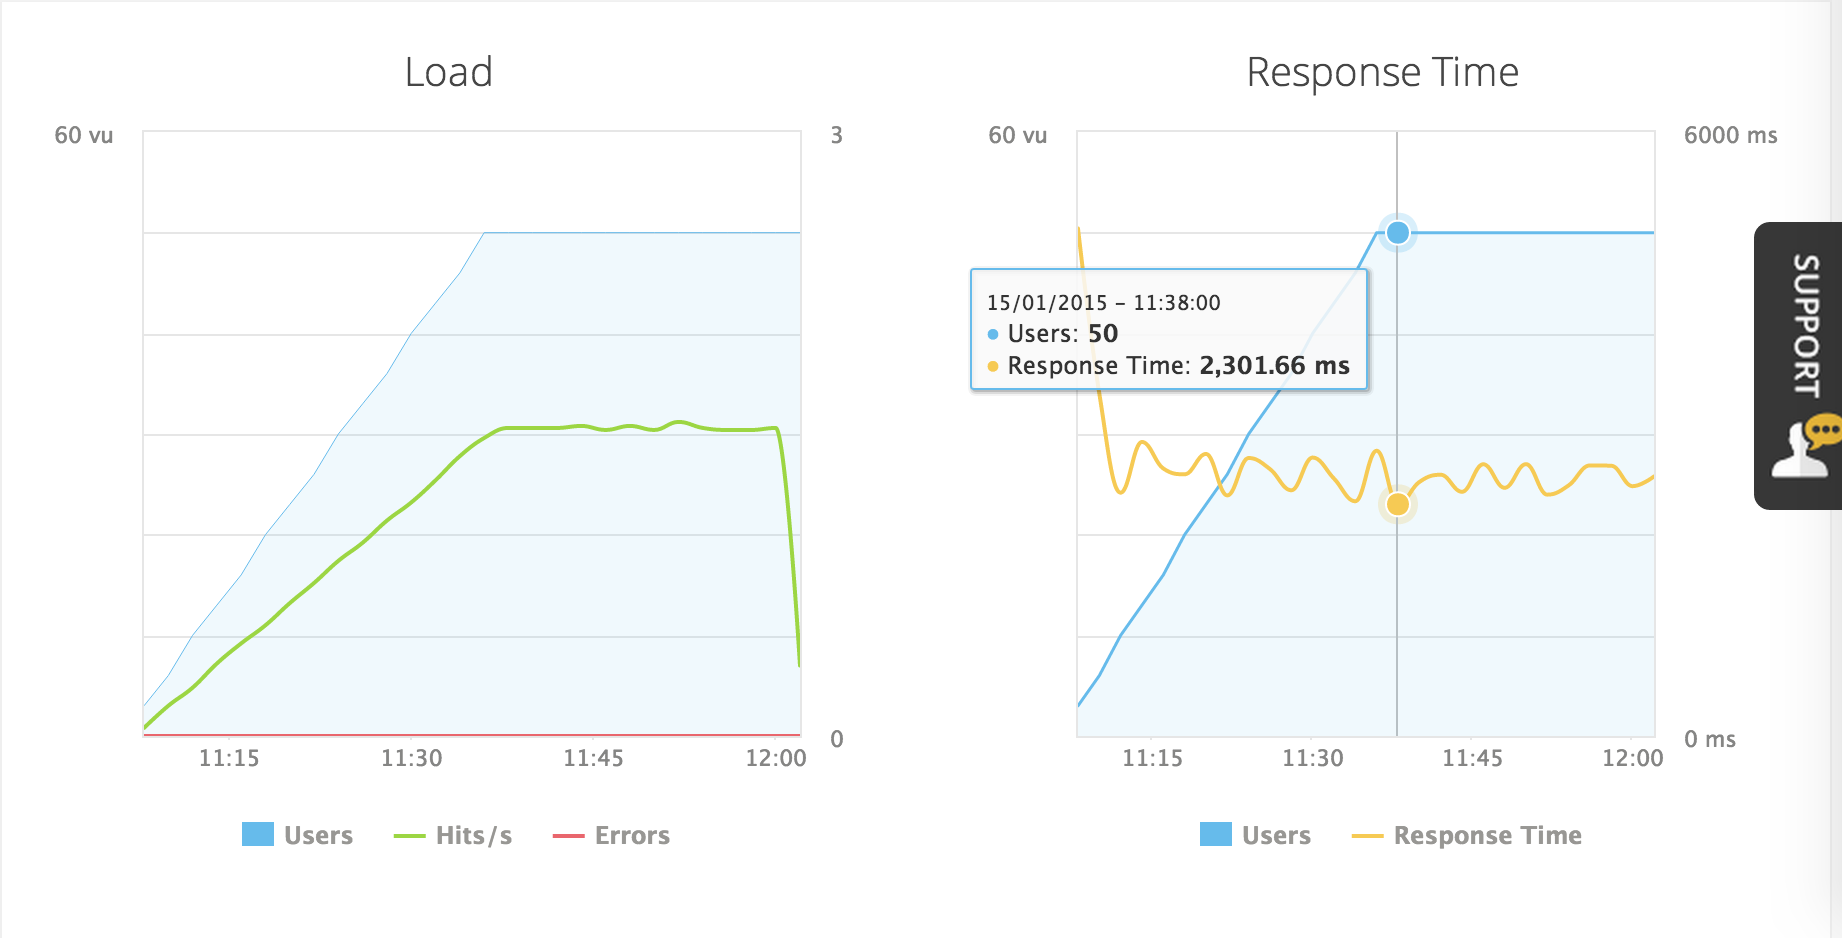 Load
60 vu
3
0
11:15
11:30
11:45
12:00
Users
Hits/s
Errors
Response Time
60 vu
6000 ms
15/01/2015 – 11:38:00
Users: 50
Response Time: 2,301.66 ms
0 ms
11:15
11:30
11:45
12:00
Users
Response Time
SUPPORT